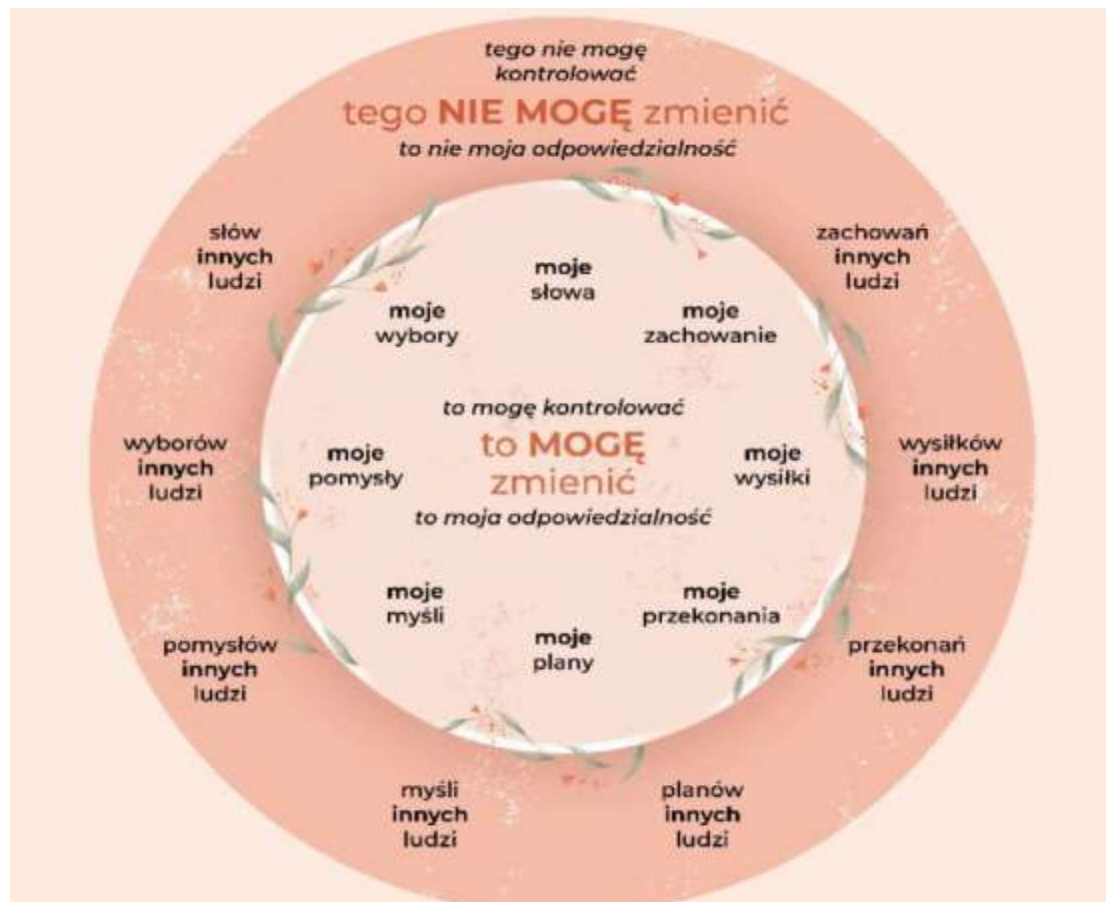 tego nie mogę
kontrolować
tego NIE MOGĘ zmienić
to nie moja odpowiedzialność
słów
innych
ludzi
zachowań
innych
ludzi
moje
słowa
moje
wybory
moje
zachowanie
to mogę kontrolować
to MOGĘ
zmienić
to moja odpowiedzialność
wyborów
innych
ludzi
moje
pomysły
moje
wysiłki
wysiłków
innych
ludzi
moje
myśli
moje
plany
moje
przekonania
pomysłów
innych
ludzi
przekonań
innych
ludzi
myśli
innych
ludzi
planów
innych
ludzi